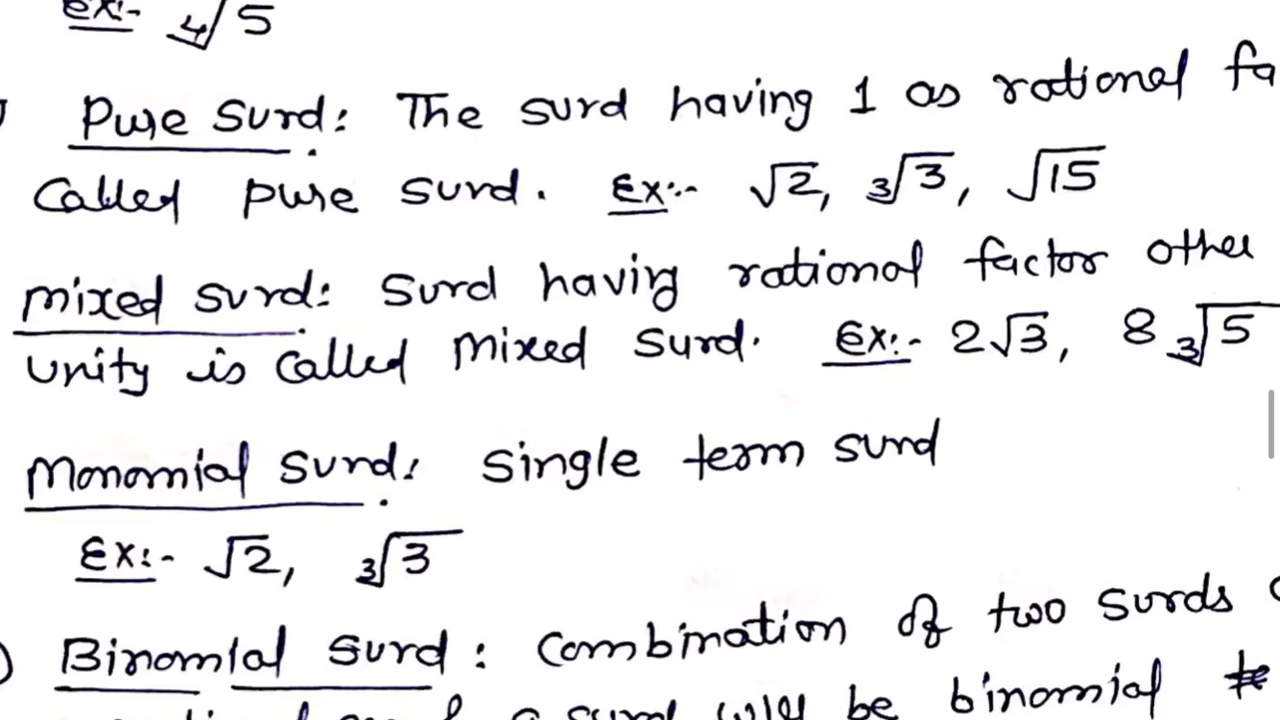 Ex:- ∜5
Pure Surd: The surd having 1 as rational fa
Called pure surd. Ex:- √2, ∛3, √15
Mixed surd: Surd having rational factor other
unity is called Mixed Surd. Ex:- 2√3, 8∛5
Monomial Surd: Single term surd
Ex:- √2, ∛3
Binomial Surd: Combination of two surds
a surd will be binomial